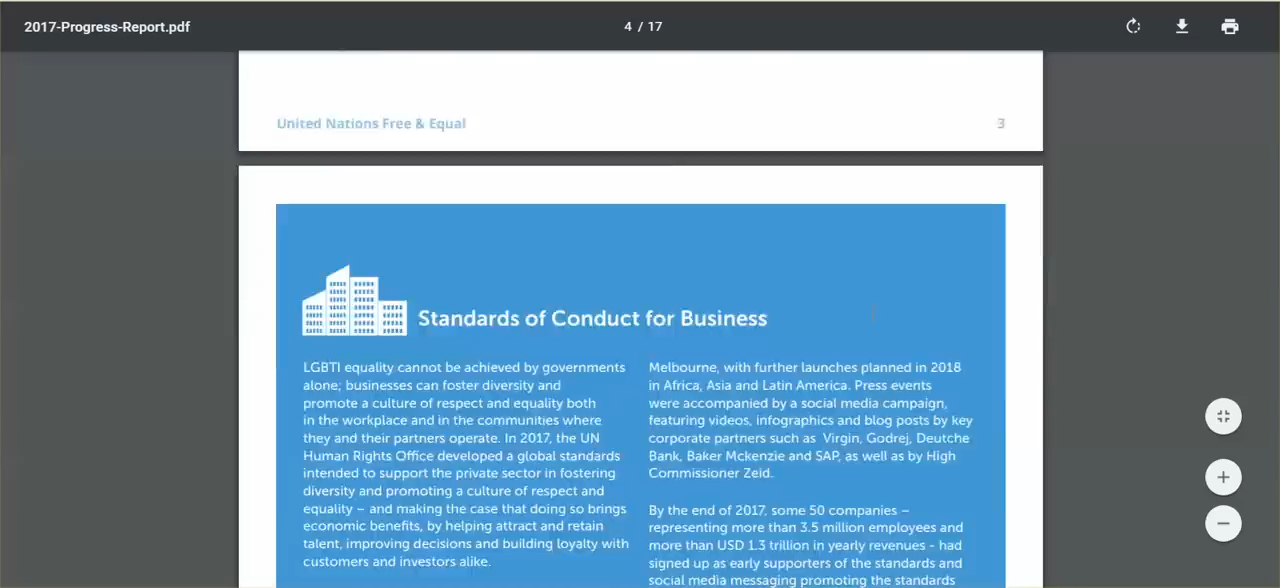 2017-Progress-Report.pdf
4 / 17
United Nations Free & Equal
3
Standards of Conduct for Business
LGBTI equality cannot be achieved by governments
alone; businesses can foster diversity and
promote a culture of respect and equality both
in the workplace and in the communities where
they and their partners operate. In 2017, the UN
Human Rights Office developed a global standards
intended to support the private sector in fostering
diversity and promoting a culture of respect and
equality – and making the case that doing so brings
economic benefits, by helping attract and retain
talent, improving decisions and building loyalty with
customers and investors alike.
Melbourne, with further launches planned in 2018
in Africa, Asia and Latin America. Press events
were accompanied by a social media campaign,
featuring videos, infographics and blog posts by key
corporate partners such as Virgin, Godrej, Deutche
Bank, Baker Mckenzie and SAP, as well as by High
Commissioner Zeid.
By the end of 2017, some 50 companies –
representing more than 3.5 million employees and
more than USD 1.3 trillion in yearly revenues - had
signed up as early supporters of the standards and
social media messaging promoting the standards